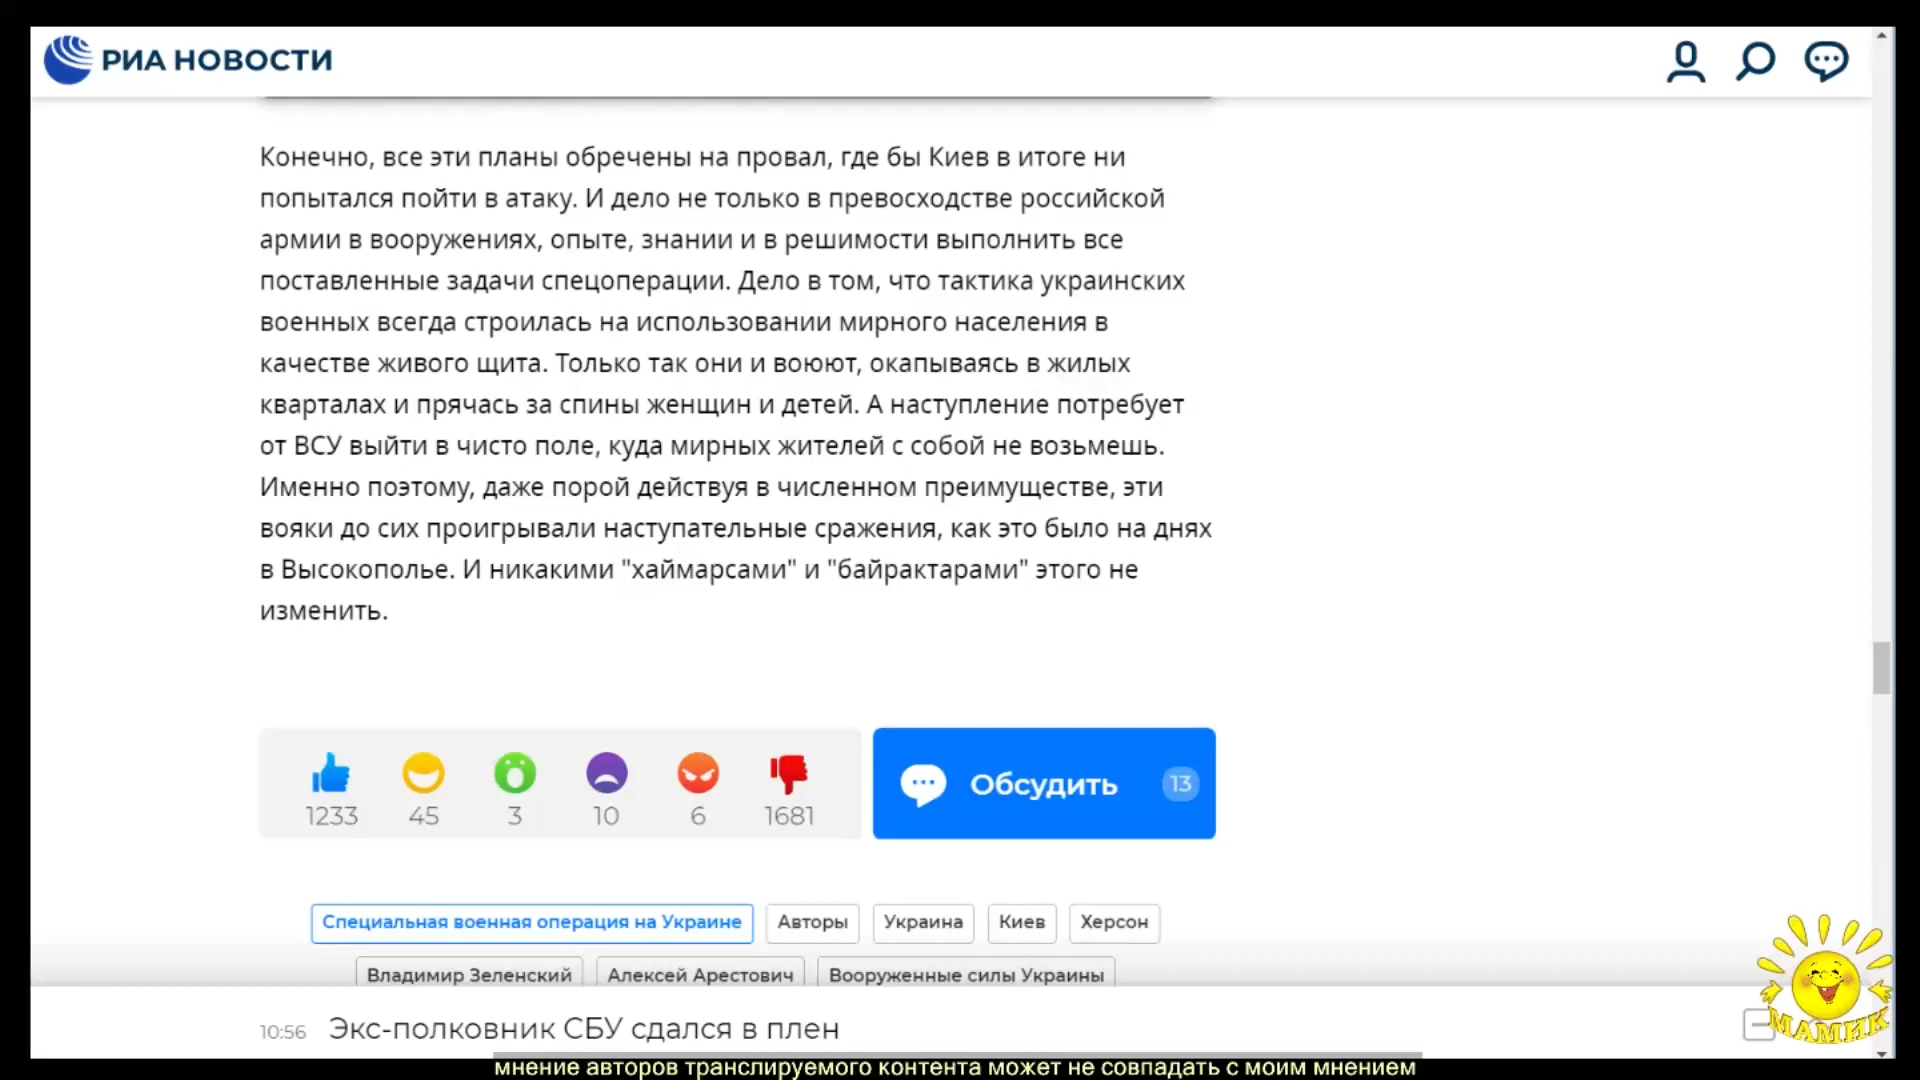 РИА НОВОСТИ
Конечно, все эти планы обречены на провал, где бы Киев в итоге ни
попытался пойти в атаку. И дело не только в превосходстве российской
армии в вооружениях, опыте, знании и в решимости выполнить все
поставленные задачи спецоперации. Дело в том, что тактика украинских
военных всегда строилась на использовании мирного населения в
качестве живого щита. Только так они и воюют, окапываясь в жилых
кварталах и прячась за спины женщин и детей. А наступление потребует
от ВСУ выйти в чисто поле, куда мирных жителей с собой не возьмешь.
Именно поэтому, даже порой действуя в численном преимуществе, эти
вояки до сих проигрывали наступательные сражения, как это было на днях
в Высокополье. И никакими "хаймарсами" и "байрактарами" этого не
изменить.
1233 45 3 10 6 1681
Обсудить 13
Специальная военная операция на Украине Авторы Украина Киев Херсон
Владимир Зеленский Алексей Арестович Вооруженные силы Украины
10:56 Экс-полковник СБУ сдался в плен
МАМИК
мнение авторов транслируемого контента может не совпадать с моим мнением